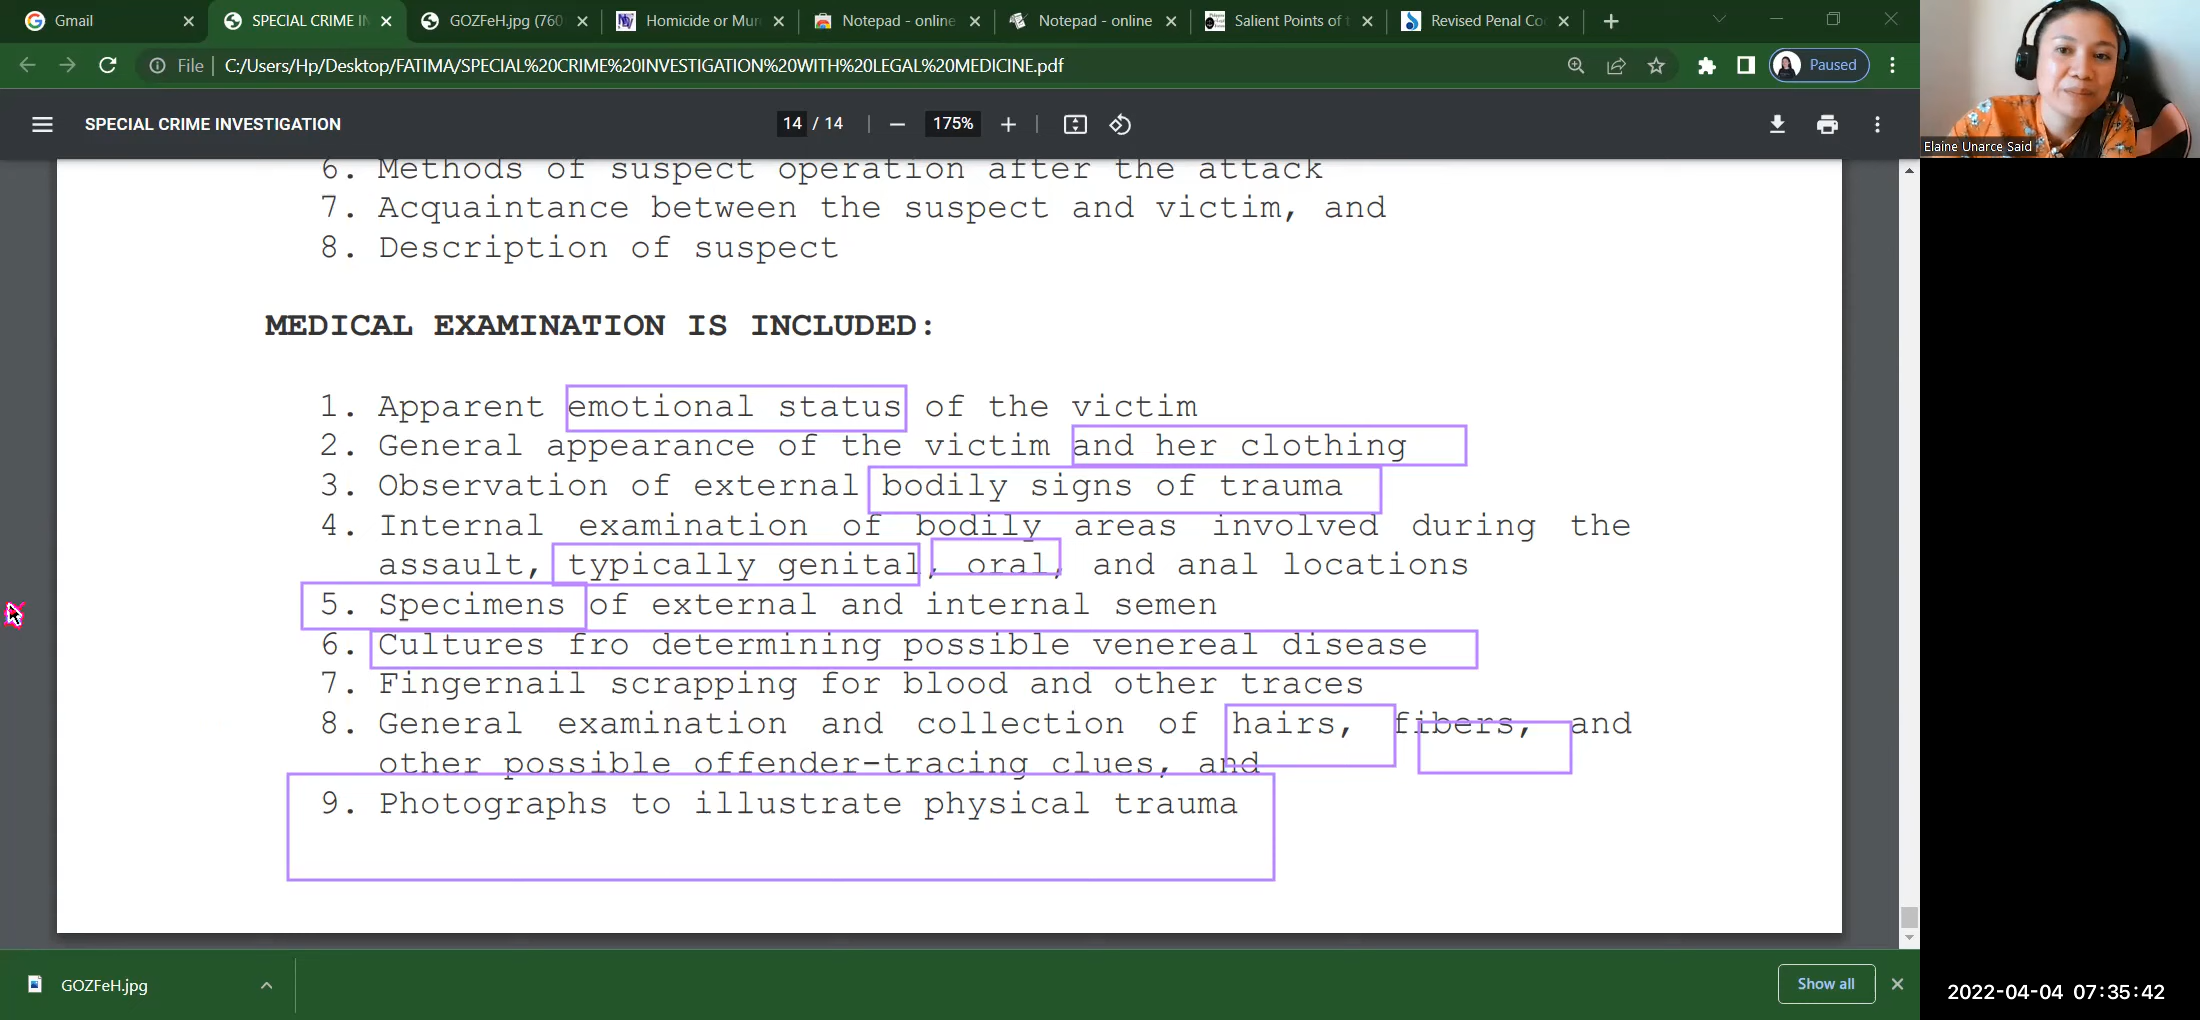 Gmail
SPECIAL CRIME IN
GOZFeH.jpg (760
Homicide or Mur
Notepad - online
Notepad - online
Salient Points of t
Revised Penal Co
File
C:/Users/Hp/Desktop/FATIMA/SPECIAL%20CRIME%20INVESTIGATION%20WITH%20LEGAL%20MEDICINE.pdf
Paused
SPECIAL CRIME INVESTIGATION
14 / 14
175%
Elaine Unarce Said
6. Methods of suspect operation after the attack
7. Acquaintance between the suspect and victim, and
8. Description of suspect
MEDICAL EXAMINATION IS INCLUDED:
1. Apparent emotional status of the victim
2. General appearance of the victim and her clothing
3. Observation of external bodily signs of trauma
4. Internal examination of bodily areas involved during the
assault, typically genital, oral, and anal locations
5. Specimens of external and internal semen
6. Cultures fro determining possible venereal disease
7. Fingernail scrapping for blood and other traces
8. General examination and collection of hairs, fibers, and
other possible offender-tracing clues, and
9. Photographs to illustrate physical trauma
GOZFeH.jpg
Show all
2022-04-04 07:35:42